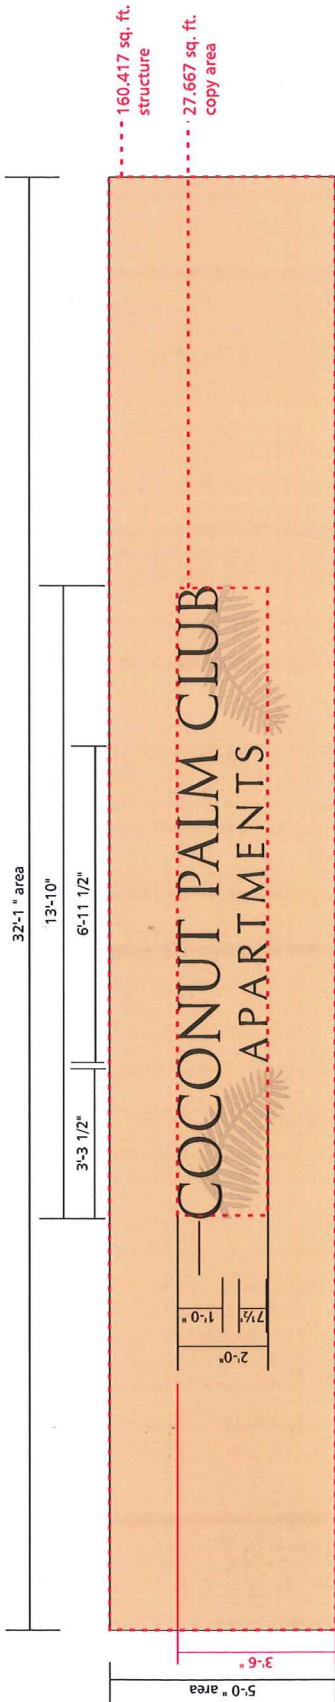 32'-1 " area
13'-10"
3'-3 1/2"
6'-11 1/2"
160.417 sq. ft.
structure
27.667 sq. ft.
copy area
COCONUT PALM CLUB
APARTMENTS
1'-0 "
7½"
2'-0"
3'-6 "
5'-0 " area